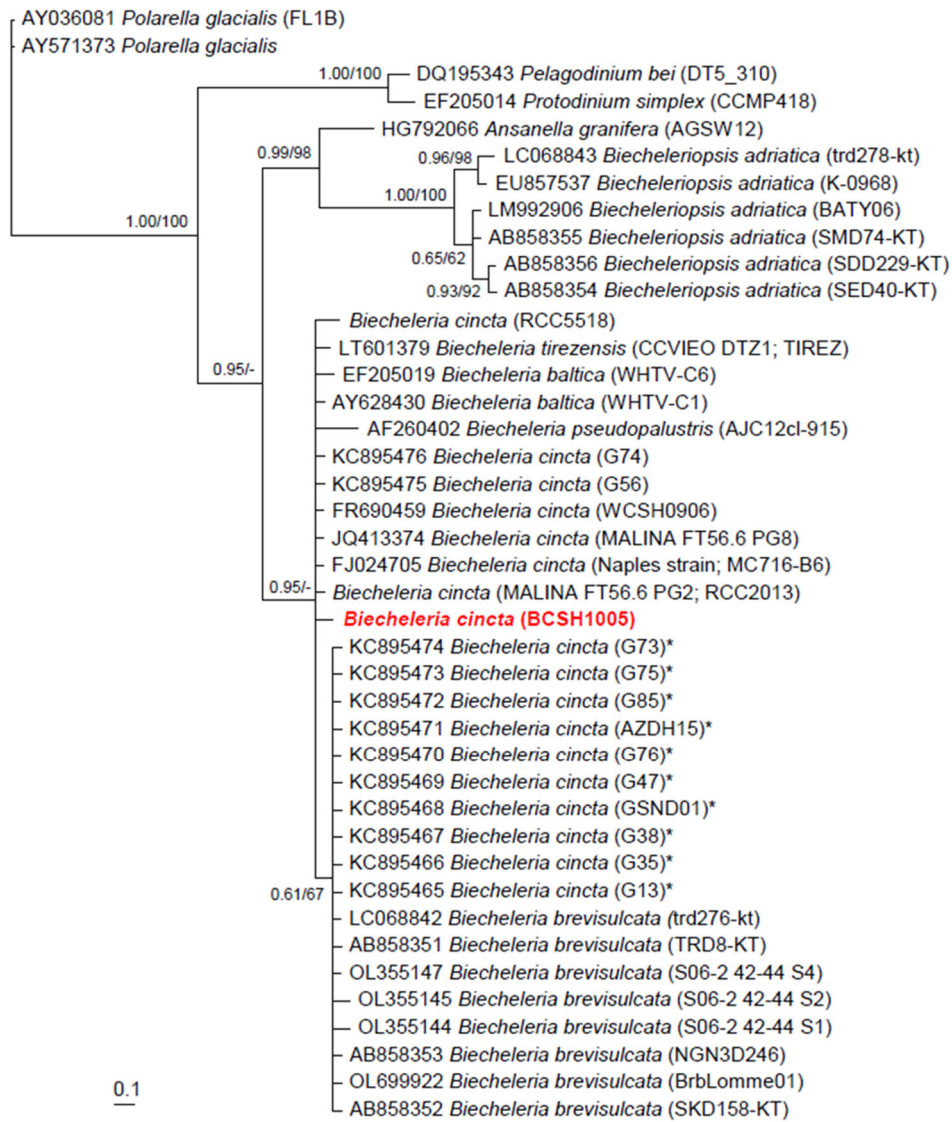 AY036081 Polarella glacialis (FL1B)
AY571373 Polarella glacialis
1.00/100
DQ195343 Pelagodinium bei (DT5_310)
EF205014 Protodinium simplex (CCMP418)
HG792066 Ansanella granifera (AGSW12)
0.99/98
0.96/98
LC068843 Biecheleriopsis adriatica (trd278-kt)
EU857537 Biecheleriopsis adriatica (K-0968)
1.00/100
LM992906 Biecheleriopsis adriatica (BATY06)
1.00/100
AB858355 Biecheleriopsis adriatica (SMD74-KT)
0.65/62
AB858356 Biecheleriopsis adriatica (SDD229-KT)
0.93/92
AB858354 Biecheleriopsis adriatica (SED40-KT)
Biecheleria cincta (RCC5518)
LT601379 Biecheleria tirezensis (CCVIEO DTZ1; TIREZ)
0.95/-
EF205019 Biecheleria baltica (WHTV-C6)
AY628430 Biecheleria baltica (WHTV-C1)
AF260402 Biecheleria pseudopalustris (AJC12cl-915)
KC895476 Biecheleria cincta (G74)
KC895475 Biecheleria cincta (G56)
FR690459 Biecheleria cincta (WCSH0906)
JQ413374 Biecheleria cincta (MALINA FT56.6 PG8)
FJ024705 Biecheleria cincta (Naples strain; MC716-B6)
0.95/-
Biecheleria cincta (MALINA FT56.6 PG2; RCC2013)
Biecheleria cincta (BCSH1005)
KC895474 Biecheleria cincta (G73)*
KC895473 Biecheleria cincta (G75)*
KC895472 Biecheleria cincta (G85)*
KC895471 Biecheleria cincta (AZDH15)*
KC895470 Biecheleria cincta (G76)*
KC895469 Biecheleria cincta (G47)*
KC895468 Biecheleria cincta (GSND01)*
KC895467 Biecheleria cincta (G38)*
KC895466 Biecheleria cincta (G35)*
KC895465 Biecheleria cincta (G13)*
0.61/67
LC068842 Biecheleria brevisulcata (trd276-kt)
AB858351 Biecheleria brevisulcata (TRD8-KT)
OL355147 Biecheleria brevisulcata (S06-2 42-44 S4)
OL355145 Biecheleria brevisulcata (S06-2 42-44 S2)
OL355144 Biecheleria brevisulcata (S06-2 42-44 S1)
AB858353 Biecheleria brevisulcata (NGN3D246)
OL699922 Biecheleria brevisulcata (BrbLomme01)
AB858352 Biecheleria brevisulcata (SKD158-KT)
0.1